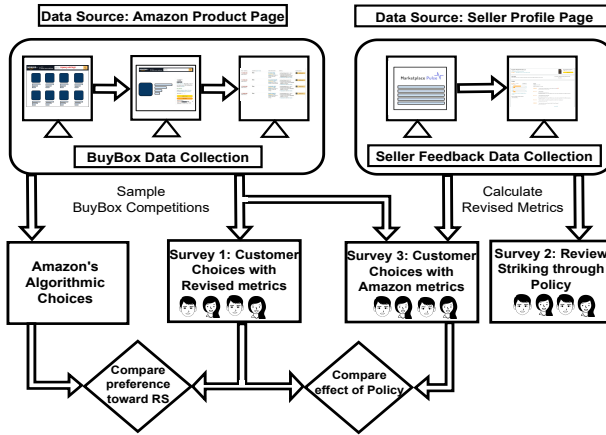 Data Source: Amazon Product Page
Data Source: Seller Profile Page
Marketplace Pulse
BuyBox Data Collection
Seller Feedback Data Collection
Sample
BuyBox Competitions
Calculate
Revised Metrics
Amazon's
Algorithmic
Choices
Survey 1: Customer
Choices with
Revised metrics
Survey 3: Customer
Choices with
Amazon metrics
Survey 2: Review
Striking through
Policy
Compare
preference
toward RS
Compare
effect of Policy